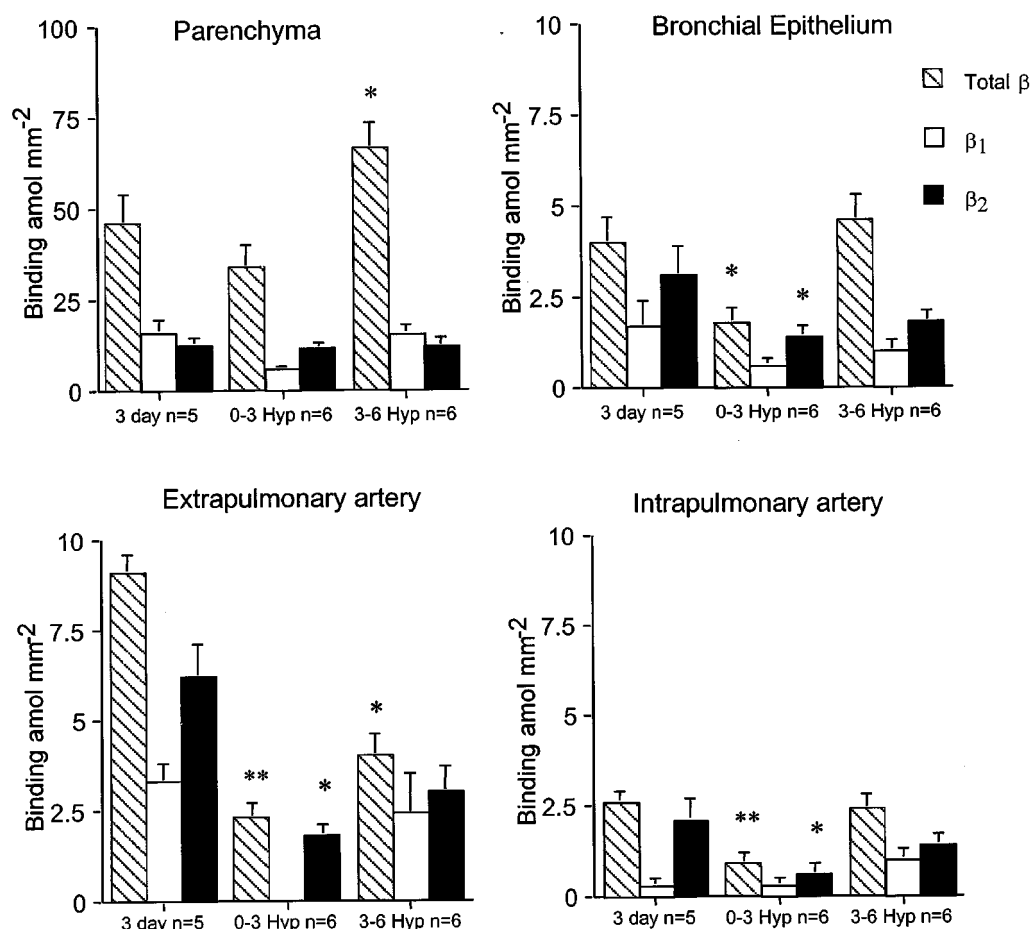 Parenchyma
Binding amol mm-2
100
75
50
25
0
*
3 day n=5
0-3 Hyp n=6
3-6 Hyp n=6
Bronchial Epithelium
Binding amol mm-2
10
7.5
5
2.5
0
*
*
3 day n=5
0-3 Hyp n=6
3-6 Hyp n=6
Total β
β1
β2
Extrapulmonary artery
Binding amol mm-2
10
7.5
5
2.5
0
**
*
*
3 day n=5
0-3 Hyp n=6
3-6 Hyp n=6
Intrapulmonary artery
Binding amol mm-2
10
5
2.5
0
**
*
3 day n=5
0-3 Hyp n=6
3-6 Hyp n=6